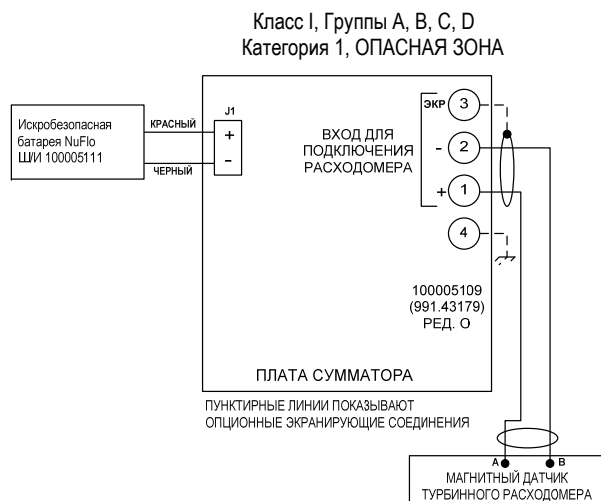 Класс I, Группы A, B, C, D
Категория 1, ОПАСНАЯ ЗОНА
Искробезопасная
батарея NuFlo
Ш/И 100005111
КРАСНЫЙ
ЧЕРНЫЙ
J1
+
-
ВХОД ДЛЯ
ПОДКЛЮЧЕНИЯ
РАСХОДОМЕРА
ЭКР 3
- 2
+ 1
4
100005109
(991.43179)
РЕД. O
ПЛАТА СУММАТОРА
ПУНКТИРНЫЕ ЛИНИИ ПОКАЗЫВАЮТ
ОПЦИОННЫЕ ЭКРАНИРУЮЩИЕ СОЕДИНЕНИЯ
A B
МАГНИТНЫЙ ДАТЧИК
ТУРБИННОГО РАСХОДОМЕРА